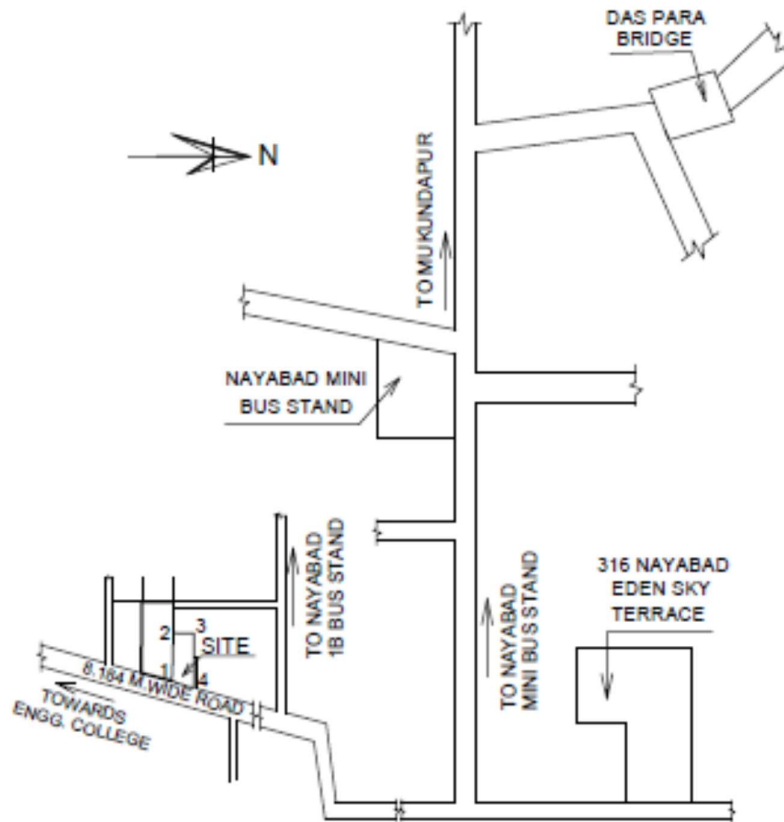 DAS PARA
BRIDGE
N
TO MUKUNDAPUR
NAYABAD MINI
BUS STAND
TO NAYABAD
1B BUS STAND
TO NAYABAD
MINI BUS STAND
316 NAYABAD
EDEN SKY
TERRACE
2
3
SITE
1
4
8.184 M.WIDE ROAD
TOWARDS
ENGG. COLLEGE